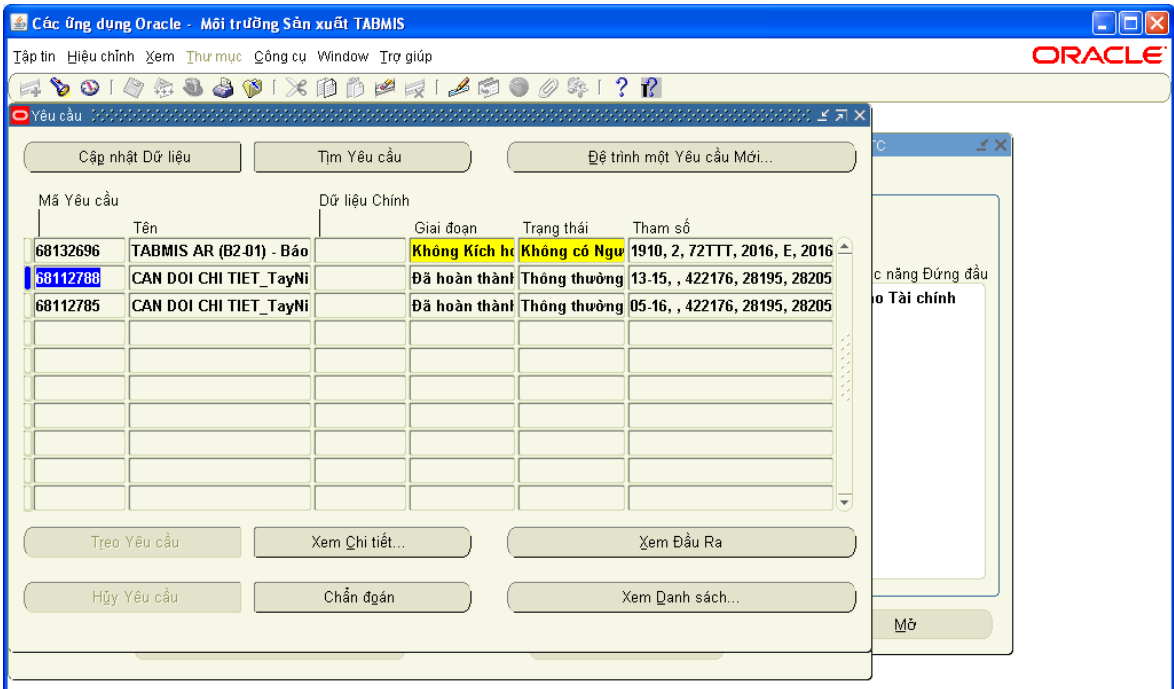 Các Ứng dụng Oracle - Môi trường Sản xuất TABMIS
Tập tin Hiệu chỉnh Xem Thư mục Công cụ Window Trợ giúp
ORACLE
Yêu cầu
TC
Cập nhật Dữ liệu Tìm Yêu cầu Đệ trình một Yêu cầu Mới...
Mã Yêu cầu Dữ liệu Chính
Tên Giai đoạn Trạng thái Tham số
68132696 TABMIS AR (B2-01) - Báo Không Kích ho Không có Ngư 1910, 2, 72TTT, 2016, E, 2016
68112788 CAN DOI CHI TIET_TayNi Đã hoàn thành Thông thường 13-15, , 422176, 28195, 28205
68112785 CAN DOI CHI TIET_TayNi Đã hoàn thành Thông thường 05-16, , 422176, 28195, 28205
c năng Đứng đầu
o Tài chính
Treo Yêu cầu Xem Chi tiết... Xem Đầu Ra
Hủy Yêu cầu Chẩn đoán Xem Danh sách...
Mở